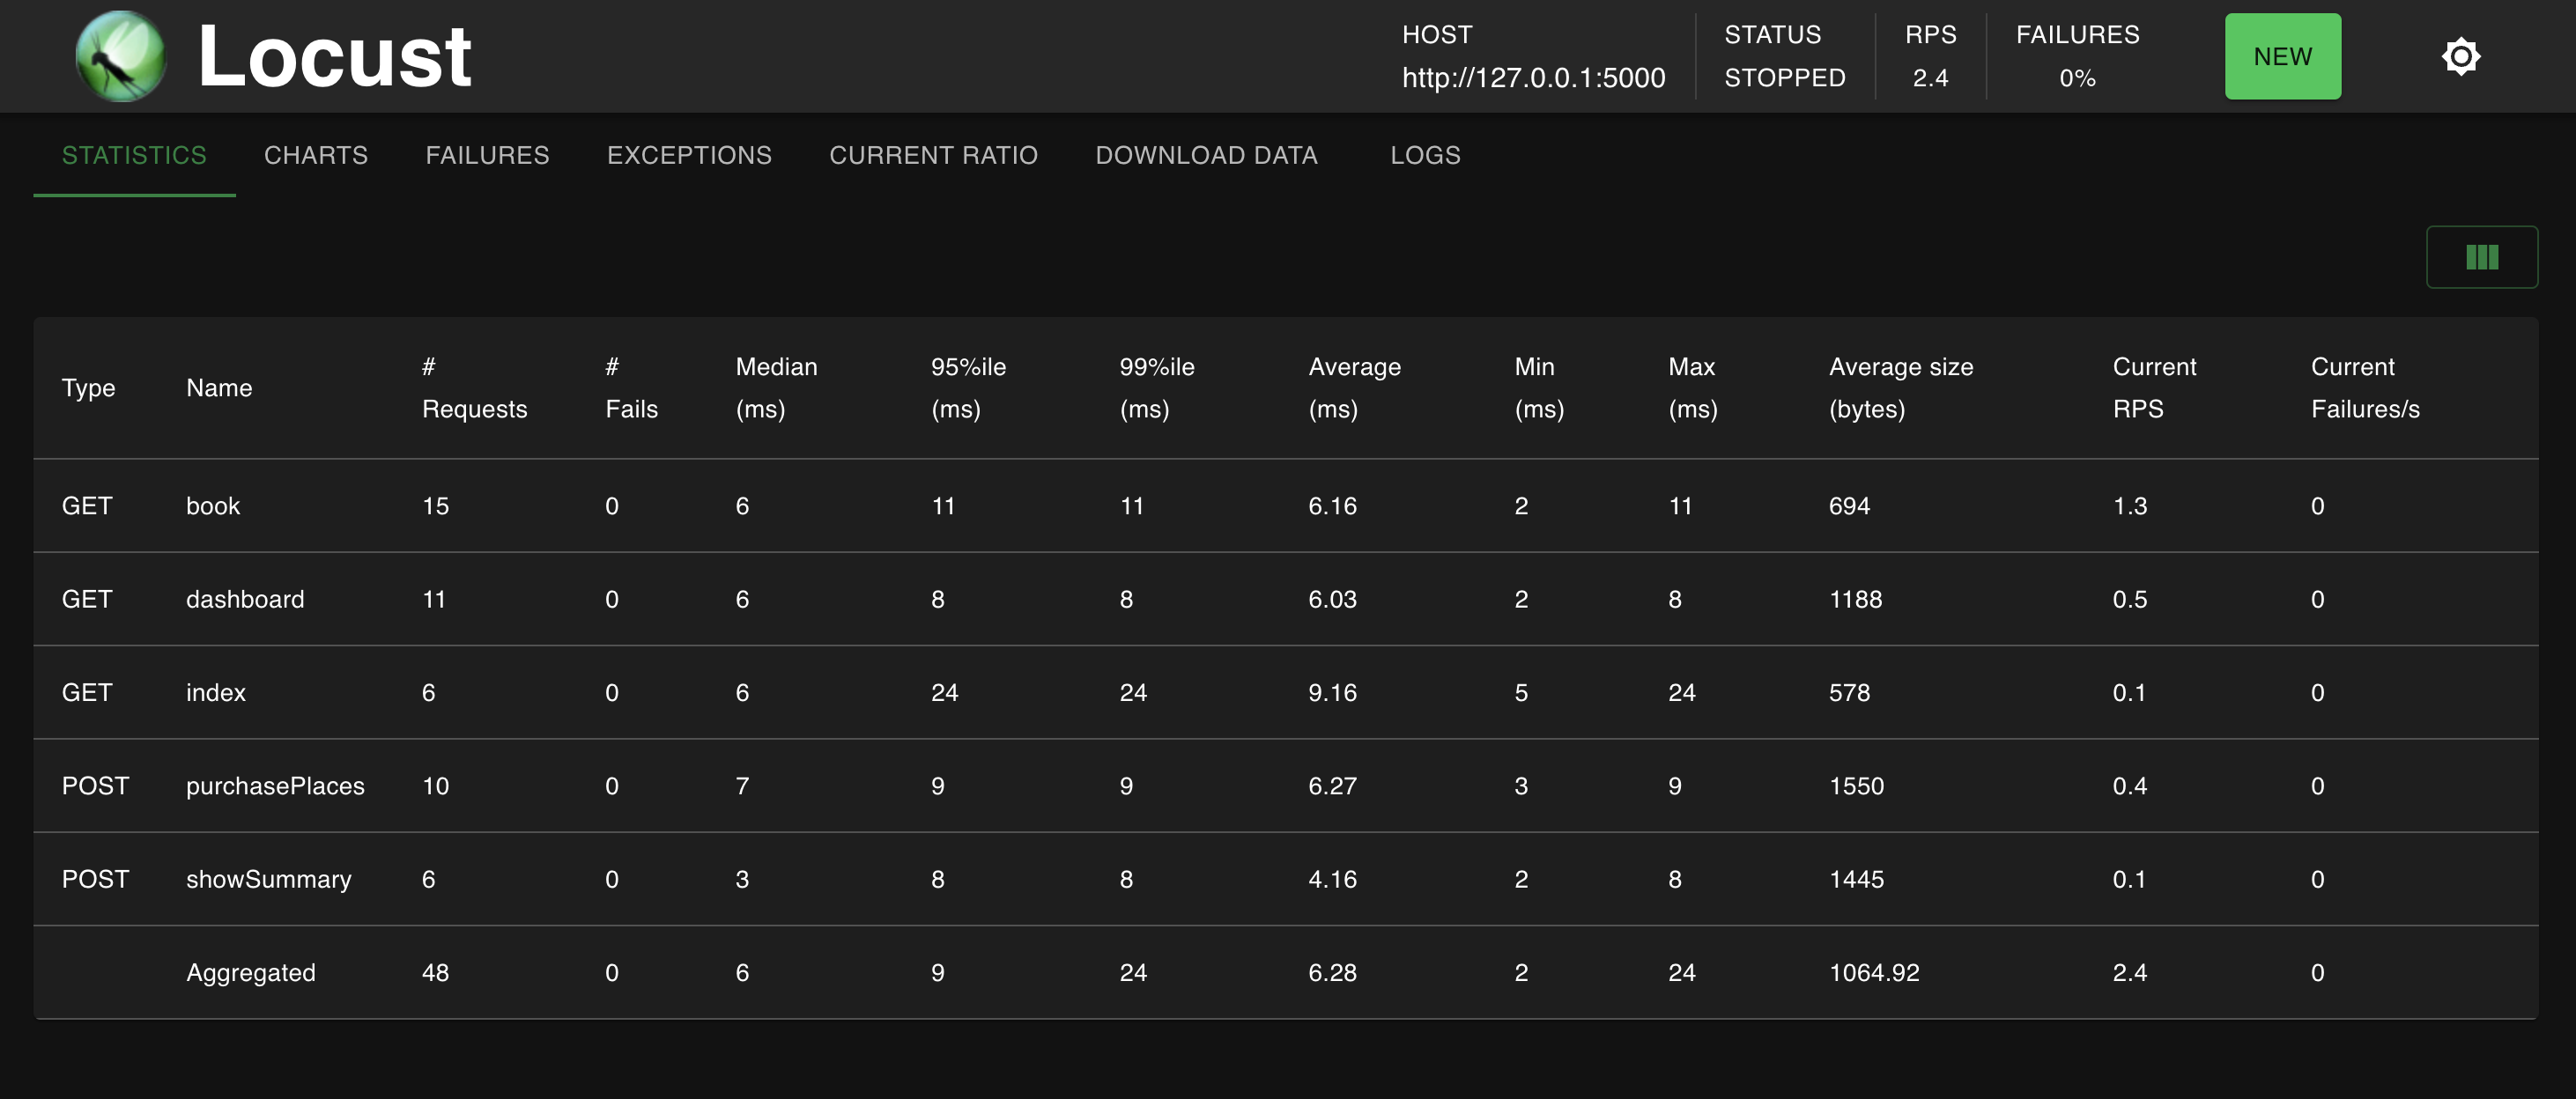 Locust
HOST
http://127.0.0.1:5000
STATUS
STOPPED
RPS
2.4
FAILURES
0%
NEW
STATISTICS CHARTS FAILURES EXCEPTIONS CURRENT RATIO DOWNLOAD DATA LOGS
Type Name # Requests # Fails Median (ms) 95%ile (ms) 99%ile (ms) Average (ms) Min (ms) Max (ms) Average size (bytes) Current RPS Current Failures/s
GET book 15 0 6 11 11 6.16 2 11 694 1.3 0
GET dashboard 11 0 6 8 8 6.03 2 8 1188 0.5 0
GET index 6 0 6 24 24 9.16 5 24 578 0.1 0
POST purchasePlaces 10 0 7 9 9 6.27 3 9 1550 0.4 0
POST showSummary 6 0 3 8 8 4.16 2 8 1445 0.1 0
Aggregated 48 0 6 9 24 6.28 2 24 1064.92 2.4 0